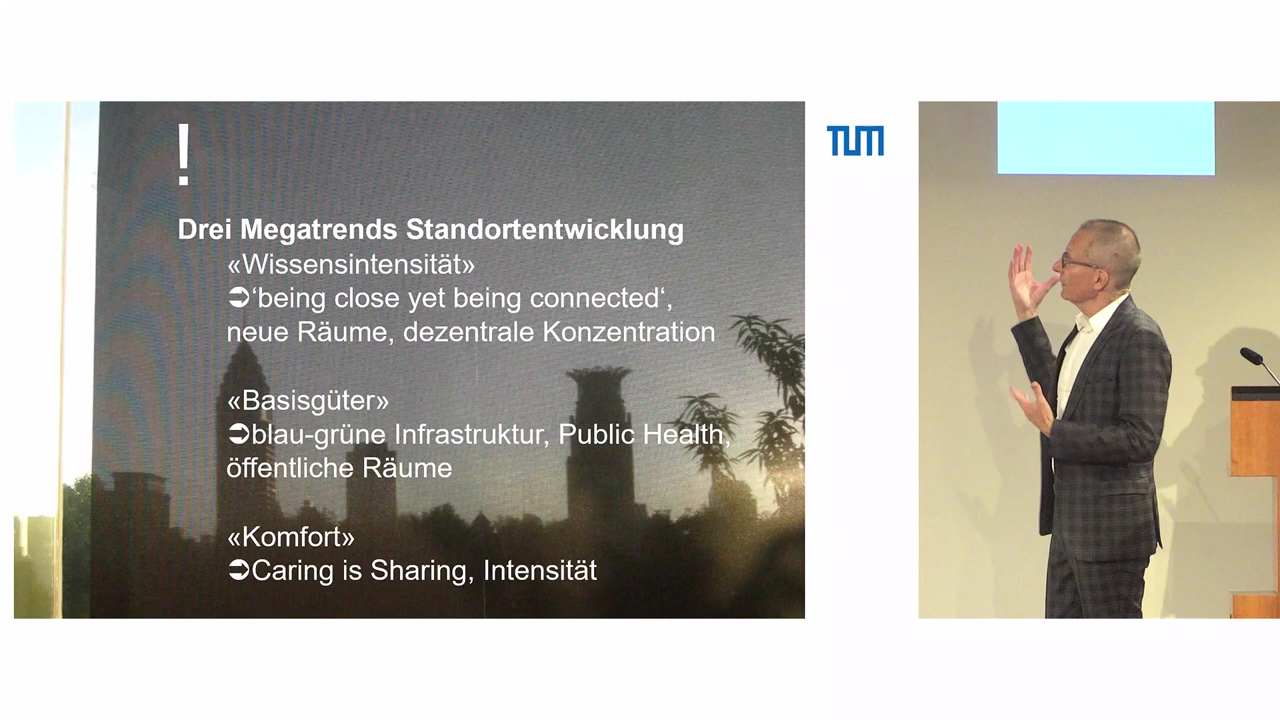 !
Drei Megatrends Standortentwicklung
«Wissensintensität»
➲‘being close yet being connected‘,
neue Räume, dezentrale Konzentration
«Basisgüter»
➲blau-grüne Infrastruktur, Public Health,
öffentliche Räume
«Komfort»
➲Caring is Sharing, Intensität
TUM